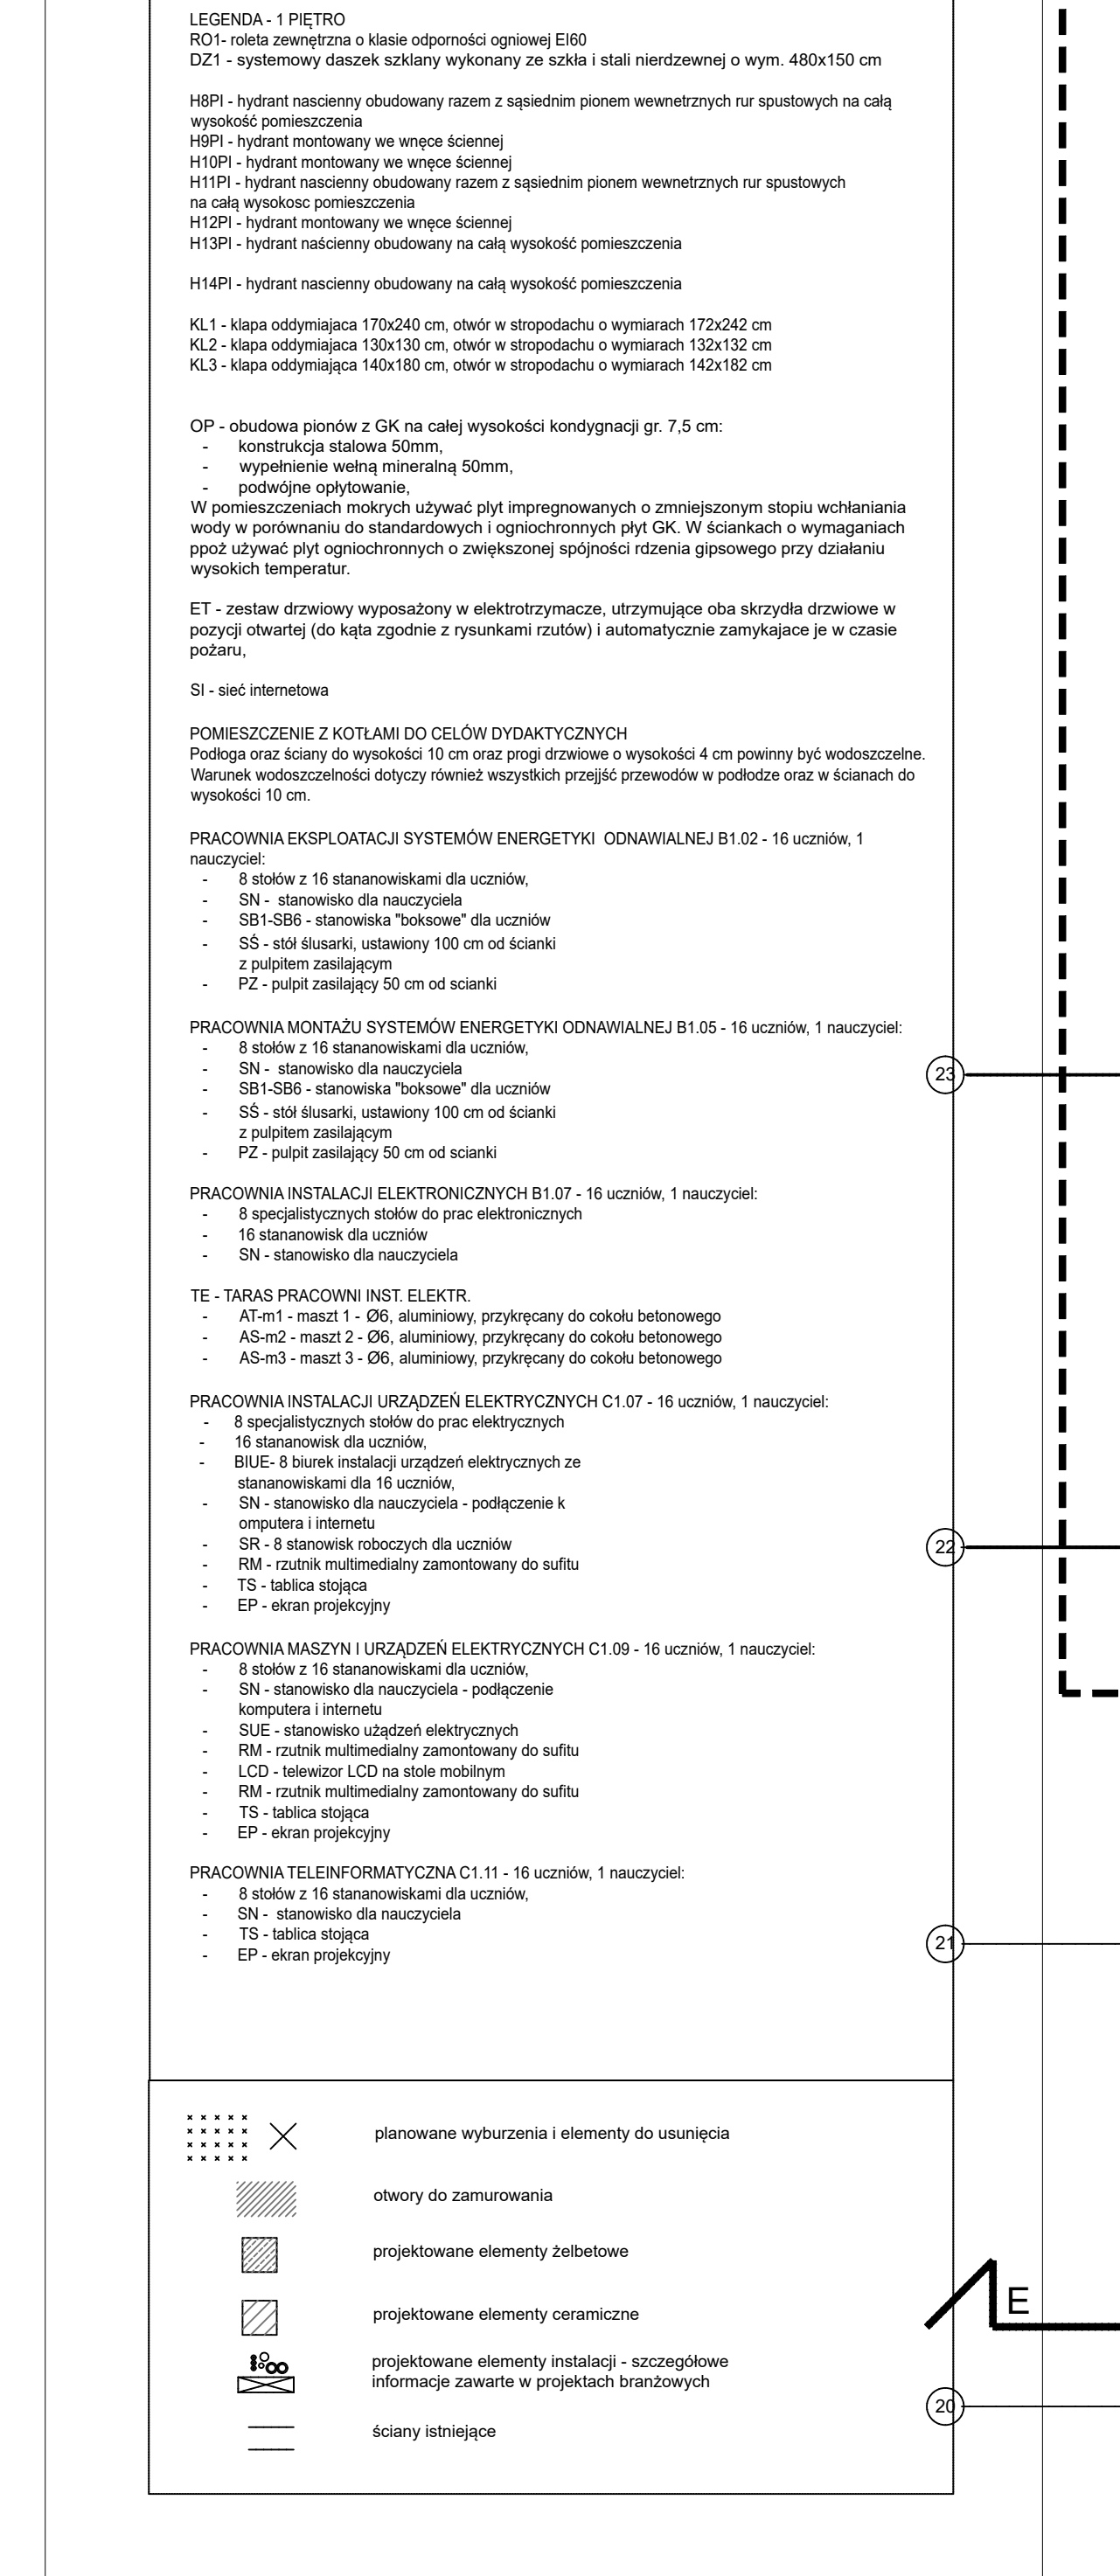 LEGENDA - 1 PIĘTRO
RO1- roleta zewnętrzna o klasie odporności ogniowej EI60
DZ1 - systemowy daszek szklany wykonany ze szkła i stali nierdzewnej o wym. 480x150 cm
H8PI - hydrant nascienny obudowany razem z sąsiednim pionem wewnetrznych rur spustowych na całą
wysokość pomieszczenia
H9PI - hydrant montowany we wnęce ściennej
H10PI - hydrant montowany we wnęce ściennej
H11PI - hydrant nascienny obudowany razem z sąsiednim pionem wewnetrznych rur spustowych
na całą wysokosc pomieszczenia
H12PI - hydrant montowany we wnęce ściennej
H13PI - hydrant naścienny obudowany na całą wysokość pomieszczenia
H14PI - hydrant nascienny obudowany na całą wysokość pomieszczenia
KL1 - klapa oddymiajaca 170x240 cm, otwór w stropodachu o wymiarach 172x242 cm
KL2 - klapa oddymiajaca 130x130 cm, otwór w stropodachu o wymiarach 132x132 cm
KL3 - klapa oddymiająca 140x180 cm, otwór w stropodachu o wymiarach 142x182 cm
OP - obudowa pionów z GK na całej wysokości kondygnacji gr. 7,5 cm:
- konstrukcja stalowa 50mm,
- wypełnienie wełną mineralną 50mm,
- podwójne opłytowanie,
W pomieszczeniach mokrych używać plyt impregnowanych o zmniejszonym stopiu wchłaniania
wody w porównaniu do standardowych i ogniochronnych płyt GK. W ściankach o wymaganiach
ppoż używać plyt ogniochronnych o zwiększonej spójności rdzenia gipsowego przy działaniu
wysokich temperatur.
ET - zestaw drzwiowy wyposażony w elektrotrzymacze, utrzymujące oba skrzydła drzwiowe w
pozycji otwartej (do kąta zgodnie z rysunkami rzutów) i automatycznie zamykajace je w czasie
pożaru,
SI - sieć internetowa
POMIESZCZENIE Z KOTŁAMI DO CELÓW DYDAKTYCZNYCH
Podłoga oraz ściany do wysokości 10 cm oraz progi drzwiowe o wysokości 4 cm powinny być wodoszczelne.
Warunek wodoszczelności dotyczy również wszystkich przejjść przewodów w podłodze oraz w ścianach do
wysokości 10 cm.
PRACOWNIA EKSPLOATACJI SYSTEMÓW ENERGETYKI  ODNAWIALNEJ B1.02 - 16 uczniów, 1
nauczyciel:
- 8 stołów z 16 stananowiskami dla uczniów,
- SN -  stanowisko dla nauczyciela
- SB1-SB6 - stanowiska "boksowe" dla uczniów
- SŚ - stół ślusarki, ustawiony 100 cm od ścianki
z pulpitem zasilającym
- PZ - pulpit zasilający 50 cm od scianki
PRACOWNIA MONTAŻU SYSTEMÓW ENERGETYKI ODNAWIALNEJ B1.05 - 16 uczniów, 1 nauczyciel:
- 8 stołów z 16 stananowiskami dla uczniów,
- SN -  stanowisko dla nauczyciela
- SB1-SB6 - stanowiska "boksowe" dla uczniów
- SŚ - stół ślusarki, ustawiony 100 cm od ścianki
z pulpitem zasilającym
- PZ - pulpit zasilający 50 cm od scianki
23
PRACOWNIA INSTALACJI ELEKTRONICZNYCH B1.07 - 16 uczniów, 1 nauczyciel:
- 8 specjalistycznych stołów do prac elektronicznych
- 16 stananowisk dla uczniów
- SN - stanowisko dla nauczyciela
TE - TARAS PRACOWNI INST. ELEKTR.
- AT-m1 - maszt 1 - Ø6, aluminiowy, przykręcany do cokołu betonowego
- AS-m2 - maszt 2 - Ø6, aluminiowy, przykręcany do cokołu betonowego
- AS-m3 - maszt 3 - Ø6, aluminiowy, przykręcany do cokołu betonowego
PRACOWNIA INSTALACJI URZĄDZEŃ ELEKTRYCZNYCH C1.07 - 16 uczniów, 1 nauczyciel:
- 8 specjalistycznych stołów do prac elektrycznych
- 16 stananowisk dla uczniów,
- BIUE- 8 biurek instalacji urządzeń elektrycznych ze
stananowiskami dla 16 uczniów,
- SN - stanowisko dla nauczyciela - podłączenie k
omputera i internetu
- SR - 8 stanowisk roboczych dla uczniów
- RM - rzutnik multimedialny zamontowany do sufitu
- TS - tablica stojąca
- EP - ekran projekcyjny
22
PRACOWNIA MASZYN I URZĄDZEŃ ELEKTRYCZNYCH C1.09 - 16 uczniów, 1 nauczyciel:
- 8 stołów z 16 stananowiskami dla uczniów,
- SN - stanowisko dla nauczyciela - podłączenie
komputera i internetu
- SUE - stanowisko użądzeń elektrycznych
- RM - rzutnik multimedialny zamontowany do sufitu
- LCD - telewizor LCD na stole mobilnym
- RM - rzutnik multimedialny zamontowany do sufitu
- TS - tablica stojąca
- EP - ekran projekcyjny
PRACOWNIA TELEINFORMATYCZNA C1.11 - 16 uczniów, 1 nauczyciel:
- 8 stołów z 16 stananowiskami dla uczniów,
- SN -  stanowisko dla nauczyciela
- TS - tablica stojąca
- EP - ekran projekcyjny
21
planowane wyburzenia i elementy do usunięcia
otwory do zamurowania
projektowane elementy żelbetowe
E
projektowane elementy ceramiczne
projektowane elementy instalacji - szczegółowe
informacje zawarte w projektach branżowych
20
ściany istniejące